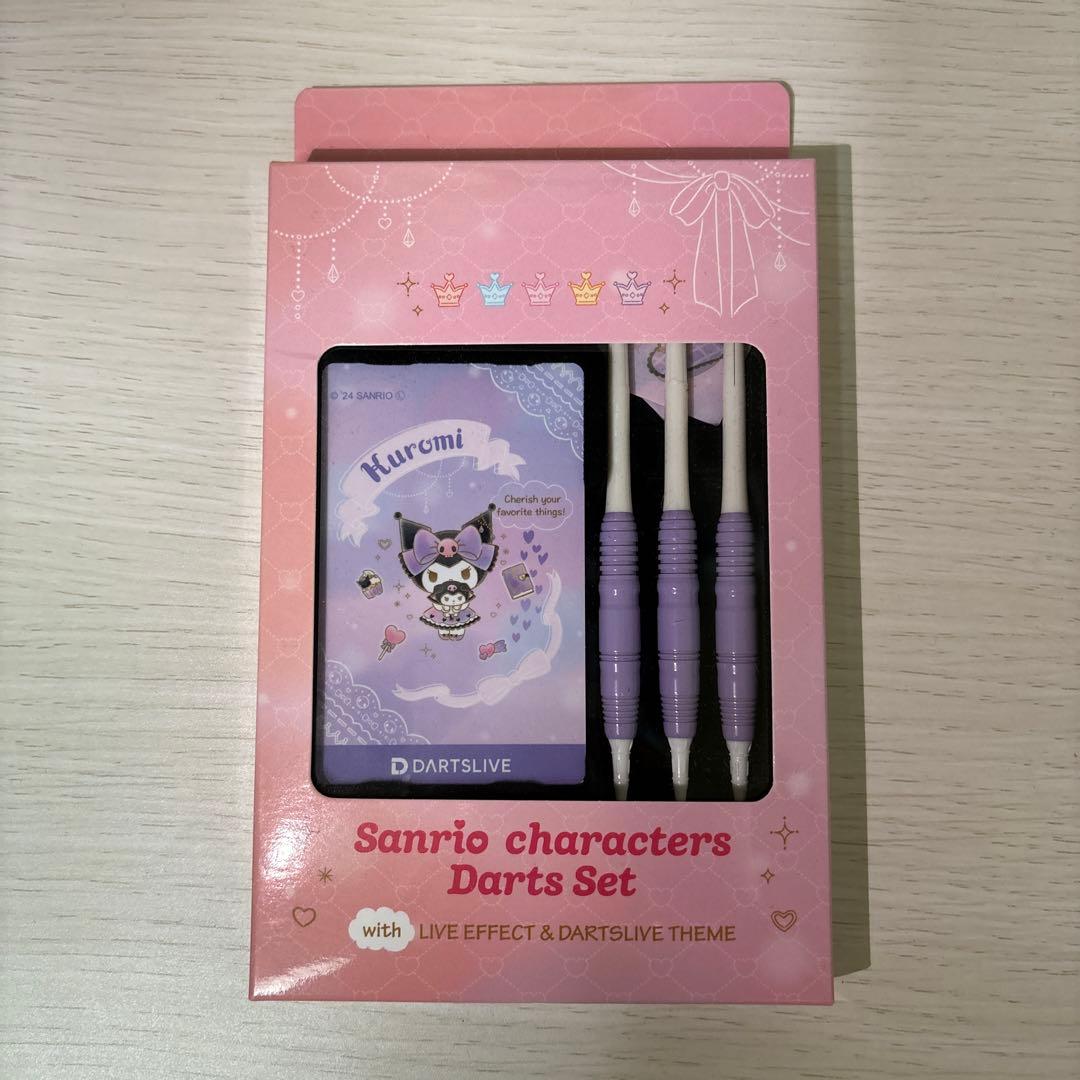 © '24 SANRIO Ⓛ
Kuromi
Cherish your
favorite things!
DARTSLIVE
Sanrio characters
Darts Set
with LIVE EFFECT & DARTSLIVE THEME